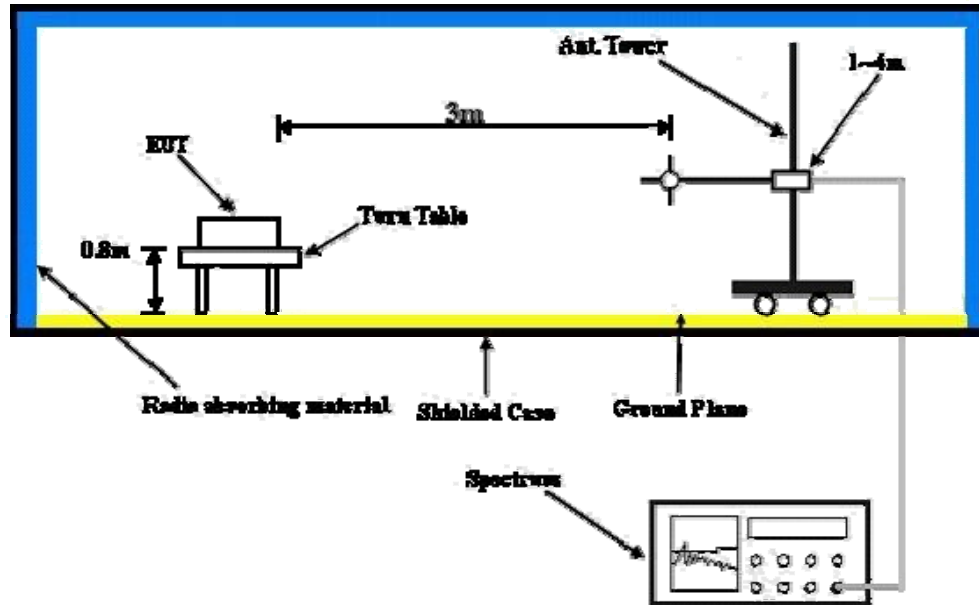 Ant. Tower
1~4m
3m
EUT
Turn Table
0.8m
Radio absorbing material
Shielded Case
Ground Plane
Spectrum